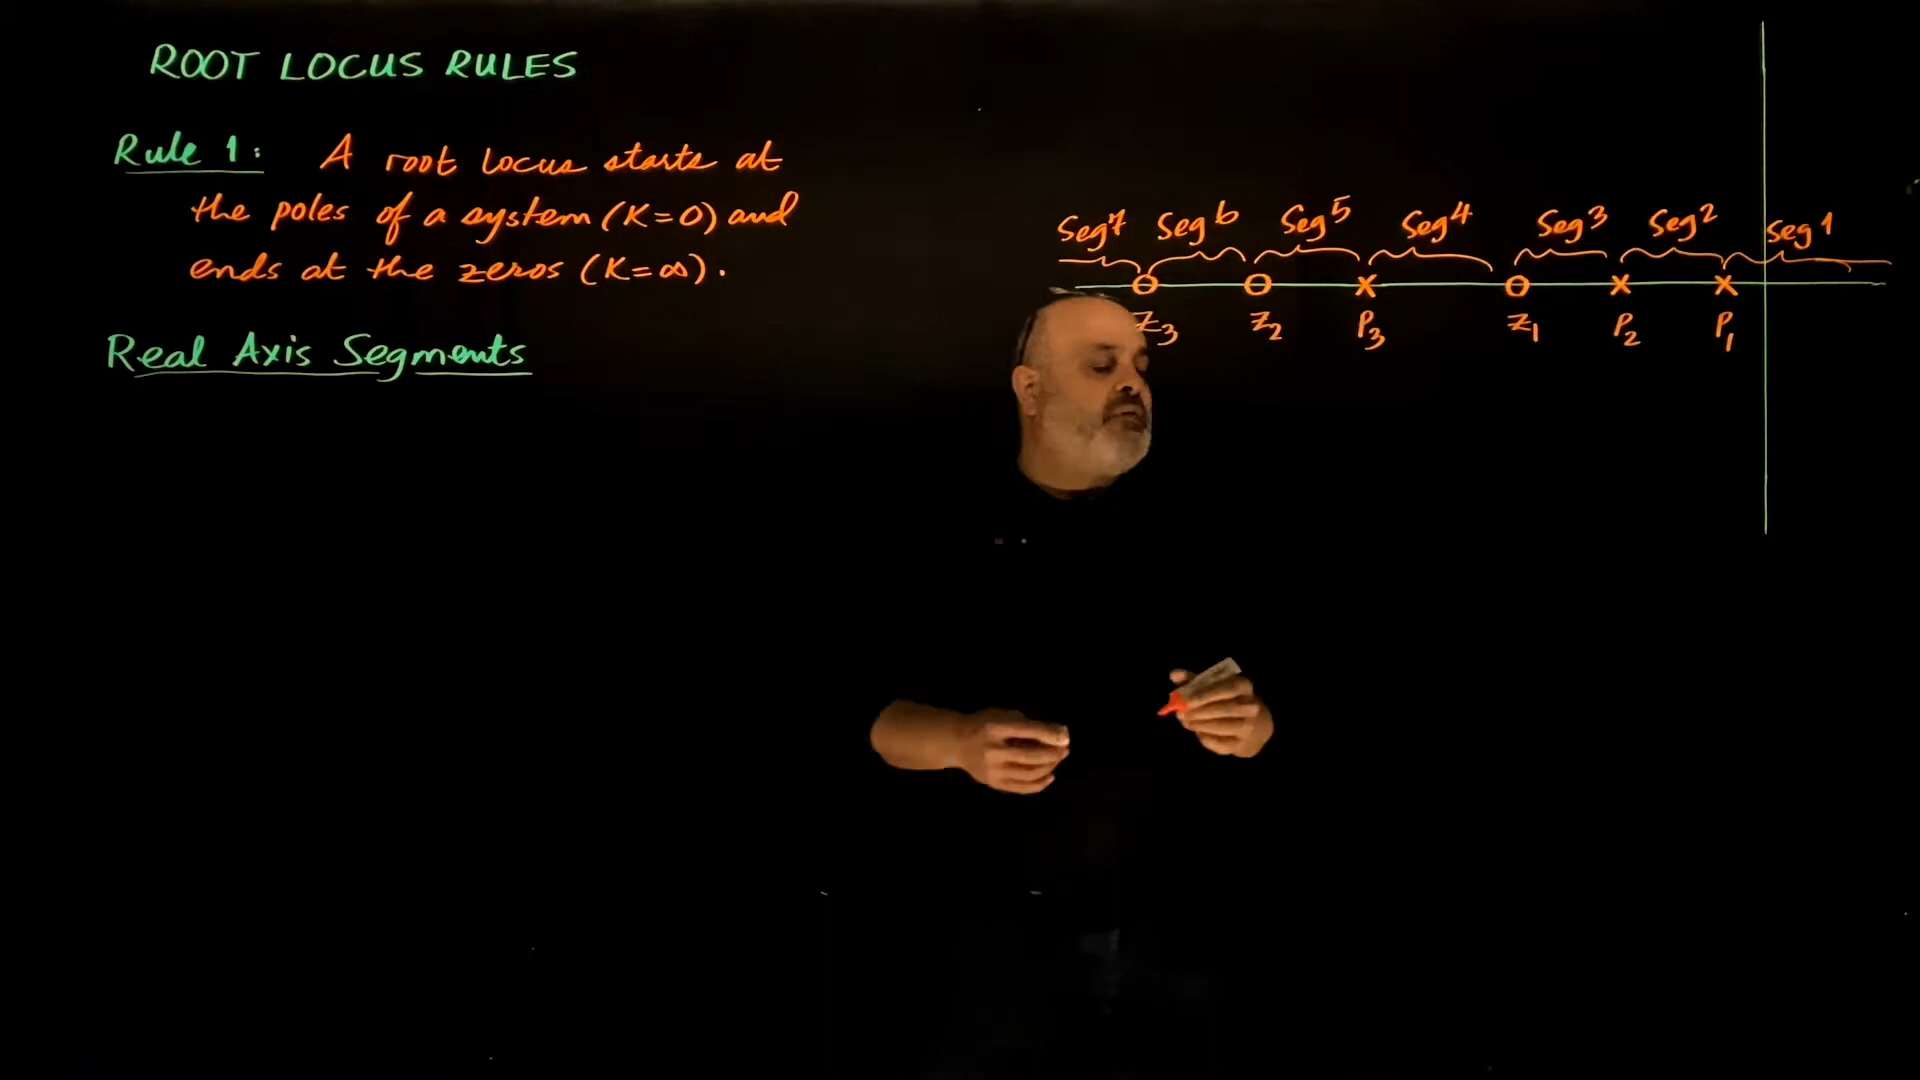 ROOT LOCUS RULES
Rule 1: A root locus starts at
the poles of a system (K=0) and
ends at the zeros (K=∞).
Real Axis Segments
Seg7 Seg6 Seg5 Seg4 Seg3 Seg2 Seg1
Z3 Z2 P3 Z1 P2 P1